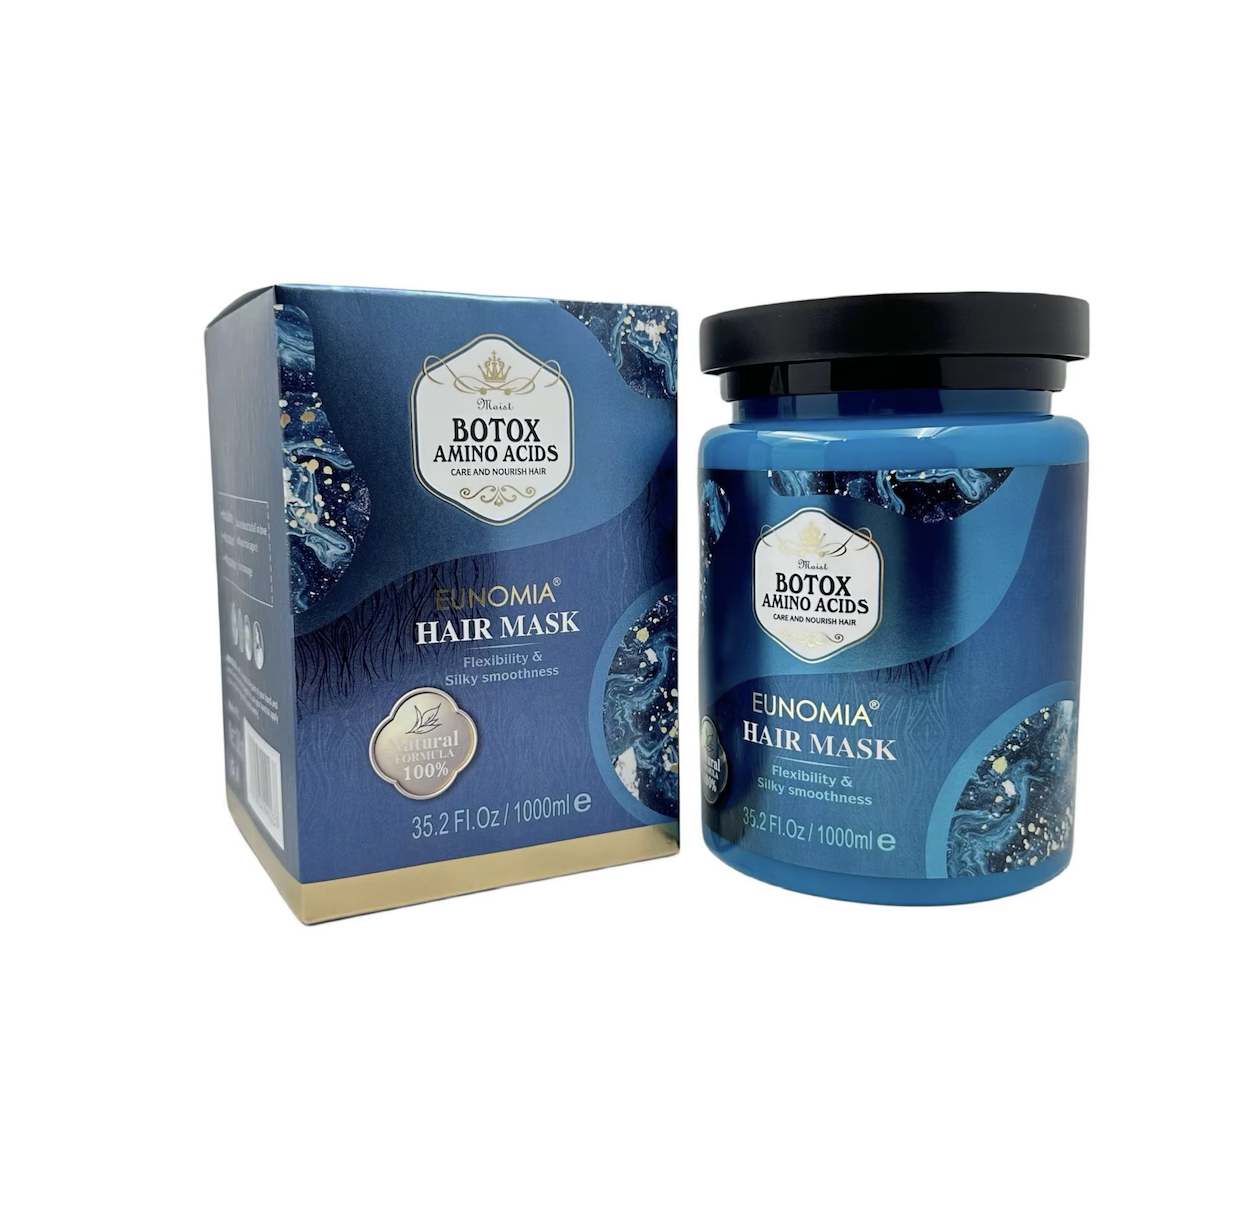 Moist
BOTOX
AMINO ACIDS
CARE AND NOURISH HAIR
EUNOMIA®
HAIR MASK
Flexibility &
Silky smoothness
Natural
FORMULA
100%
35.2 Fl.Oz / 1000ml e
Moist
BOTOX
AMINO ACIDS
CARE AND NOURISH HAIR
EUNOMIA®
HAIR MASK
Flexibility &
Silky smoothness
100%
35.2 Fl.Oz / 1000ml e